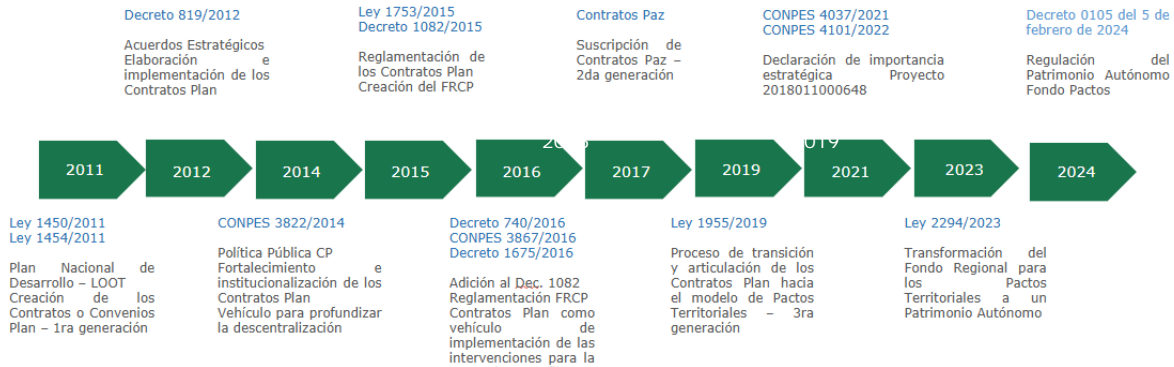 Decreto 819/2012
Acuerdos Estratégicos
Elaboración e
implementación de los
Contratos Plan
Ley 1753/2015
Decreto 1082/2015
Reglamentación de
los Contratos Plan
Creación del FRCP
Contratos Paz
Suscripción de
Contratos Paz –
2da generación
CONPES 4037/2021
CONPES 4101/2022
Declaración de importancia
estratégica Proyecto
2018011000648
Decreto 0105 del 5 de
febrero de 2024
Regulación del
Patrimonio Autónomo
Fondo Pactos
2011
2012
2014
2015
2016
2017
2019
2021
2023
2024
Ley 1450/2011
Ley 1454/2011
Plan Nacional de
Desarrollo – LOOT
Creación de los
Contratos o Convenios
Plan – 1ra generación
CONPES 3822/2014
Política Pública CP
Fortalecimiento e
institucionalización de los
Contratos Plan
Vehículo para profundizar
la descentralización
Decreto 740/2016
CONPES 3867/2016
Decreto 1675/2016
Adición al Dec. 1082
Reglamentación FRCP
Contratos Plan como
vehículo de
implementación de las
intervenciones para la
Ley 1955/2019
Proceso de transición
y articulación de los
Contratos Plan hacia
el modelo de Pactos
Territoriales – 3ra
generación
Ley 2294/2023
Transformación del
Fondo Regional para
los Pactos
Territoriales a un
Patrimonio Autónomo